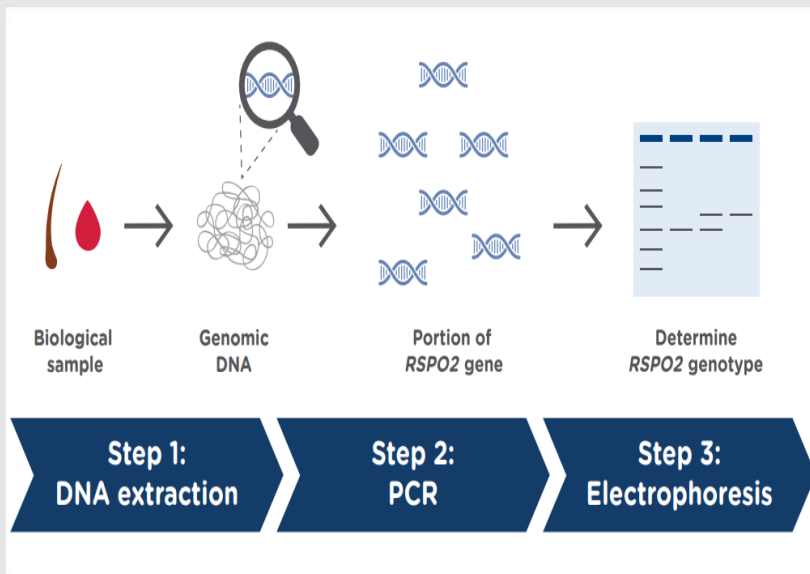 Biological
sample
Genomic
DNA
Portion of
RSPO2 gene
Determine
RSPO2 genotype
Step 1:
DNA extraction
Step 2:
PCR
Step 3:
Electrophoresis